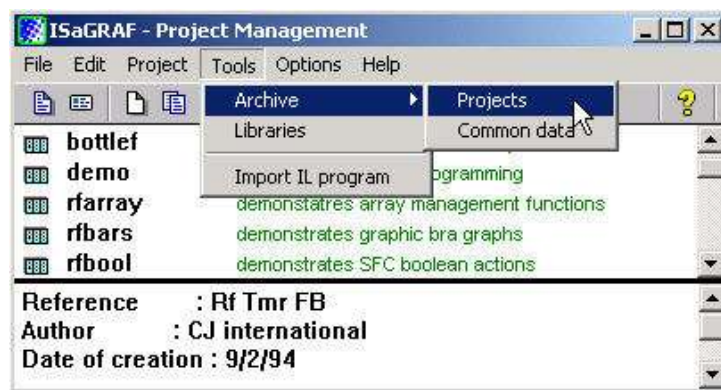 ISaGRAF - Project Management
File Edit Project Tools Options Help
Archive
Projects
Libraries
Common data
Import IL program
bottlef
demo ogramming
rfarray demonstatres array management functions
rfbars demonstrates graphic bra graphs
rfbool demonstrates SFC boolean actions
Reference : Rf Tmr FB
Author : CJ international
Date of creation : 9/2/94